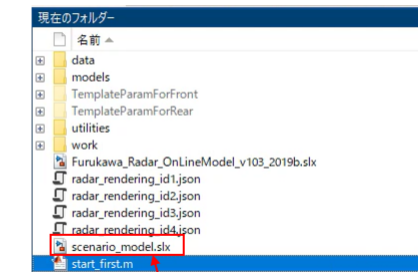 現在のフォルダー
名前
data
models
TemplateParamForFront
TemplateParamForRear
utilities
work
Furukawa_Radar_OnLineModel_v103_2019b.slx
radar_rendering_id1.json
radar_rendering_id2.json
radar_rendering_id3.json
radar_rendering_id4.json
scenario_model.slx
start_first.m